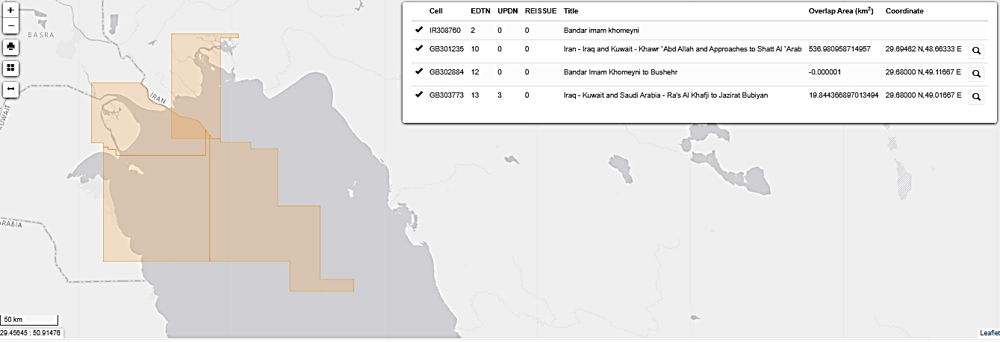 +
−
BASRA
KUWAIT
IRAN
ARABIA
Cell EDTN UPDN REISSUE Title Overlap Area (km2) Coordinate
IR308760 2 0 0 Bandar imam khomeyni
GB301235 10 0 0 Iran - Iraq and Kuwait - Khawr `Abd Allah and Approaches to Shatt Al `Arab 536.980958714957 29.69462 N,48.66333 E
GB302884 12 0 0 Bandar Imam Khomeyni to Bushehr -0.000001 29.68000 N,49.11667 E
GB303773 13 3 0 Iraq - Kuwait and Saudi Arabia - Ra's Al Khafji to Jazirat Bubiyan 19.844366897013494 29.68000 N,49.01667 E
50 km
29.45645 : 50.91476
Leaflet